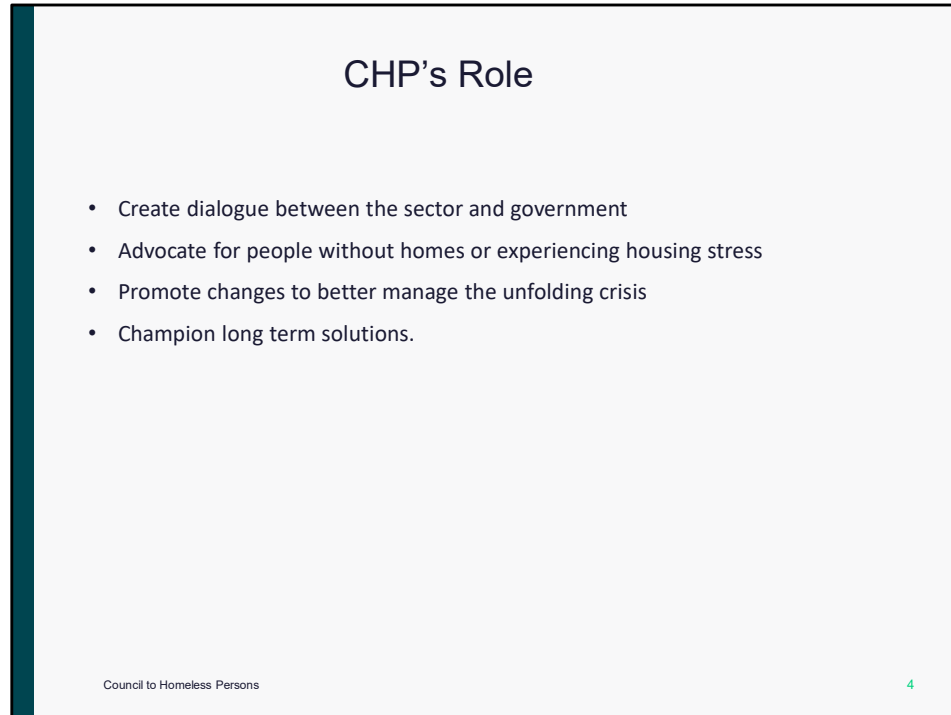 CHP’s Role
• Create dialogue between the sector and government
• Advocate for people without homes or experiencing housing stress
• Promote changes to better manage the unfolding crisis
• Champion long term solutions.
Council to Homeless Persons
4